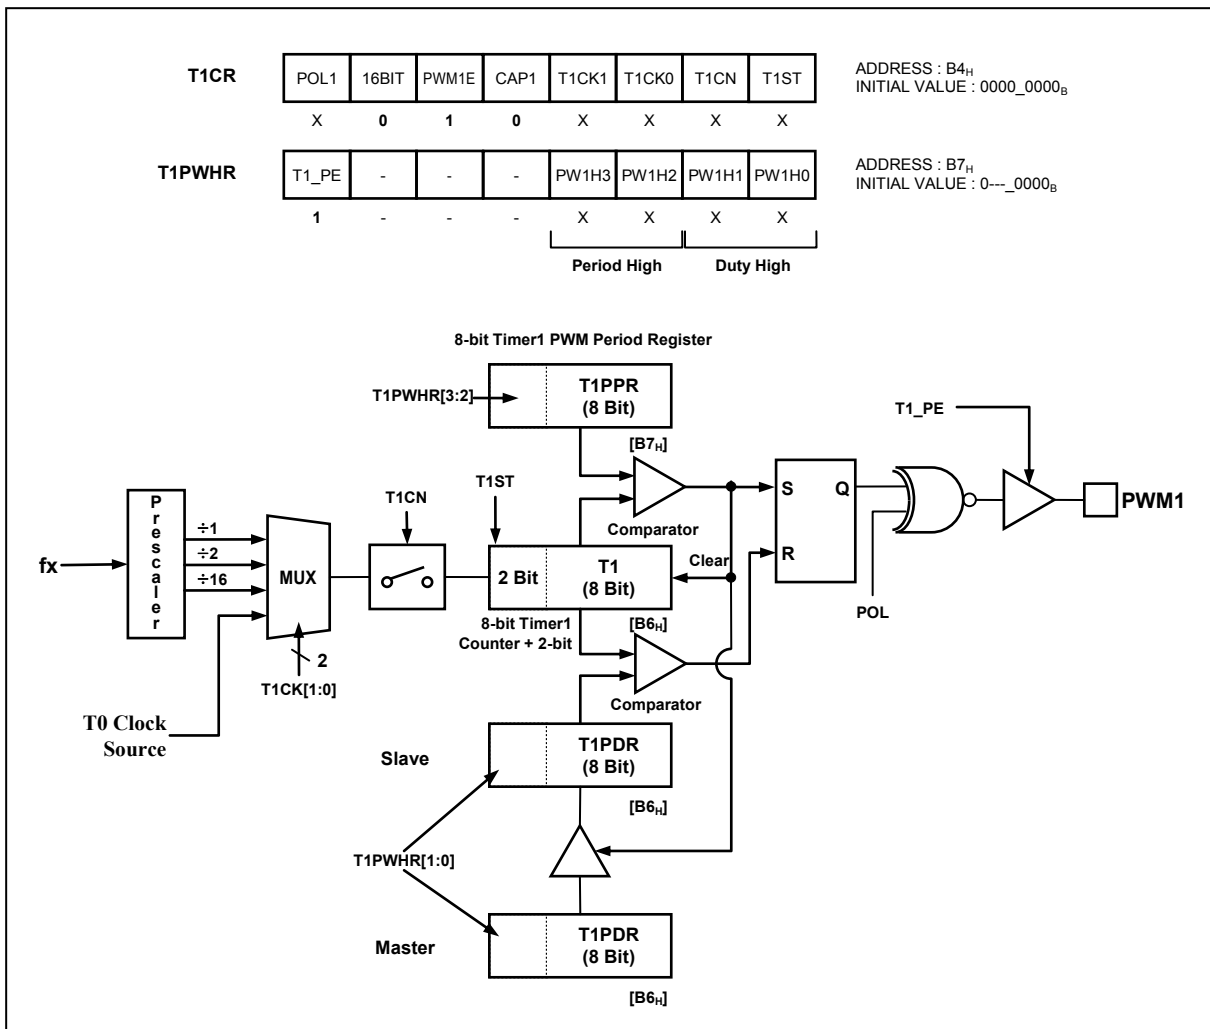 T1CR
POL1 16BIT PWM1E CAP1 T1CK1 T1CK0 T1CN T1ST
ADDRESS : B4H
INITIAL VALUE : 0000_0000B
X 0 1 0 X X X X
T1PWHR
T1_PE - - - PW1H3 PW1H2 PW1H1 PW1H0
ADDRESS : B7H
INITIAL VALUE : 0---_0000B
1 - - - X X X X
Period High Duty High
8-bit Timer1 PWM Period Register
T1PWHR[3:2]
T1PPR
(8 Bit)
[B7H]
T1_PE
Prescaler
fx
÷1
÷2
÷16
MUX
2
T1CK[1:0]
T0 Clock
Source
T1CN
T1ST
Comparator
2 Bit
T1
(8 Bit)
Clear
[B6H]
8-bit Timer1
Counter + 2-bit
Comparator
S Q
R
POL
PWM1
Slave
T1PDR
(8 Bit)
[B6H]
T1PWHR[1:0]
Master
T1PDR
(8 Bit)
[B6H]